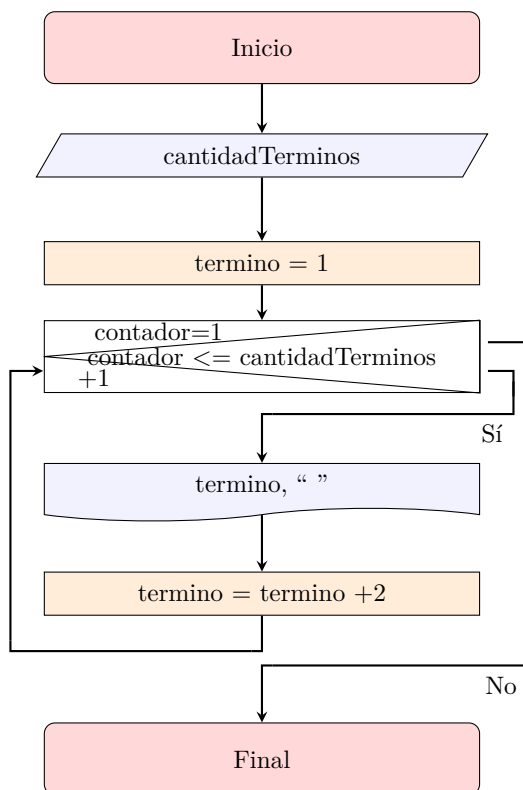 Inicio
cantidadTerminos
termino = 1
contador=1
contador <= cantidadTerminos
+1
Sí
termino, “ ”
termino = termino +2
No
Final